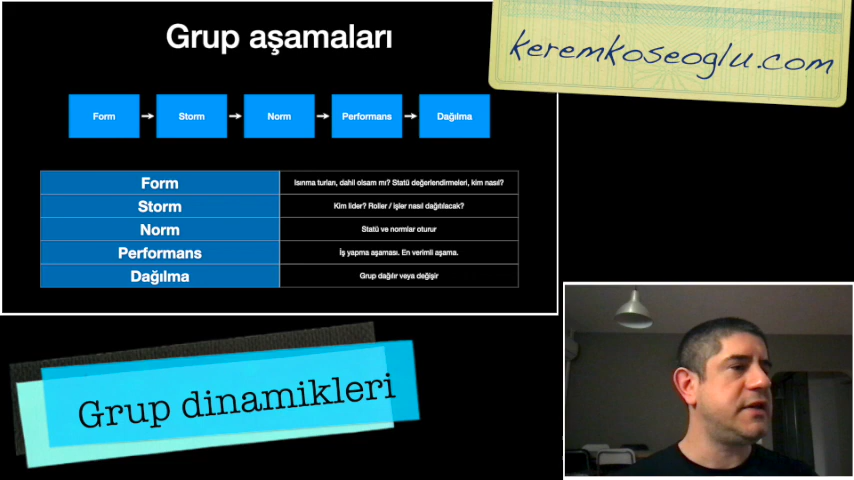 Grup aşamaları
keremkoseoglu.com
Form Storm Norm Performans Dağılma
Form Isınma turları, dahil olsam mı? Statü değerlendirmeleri, kim nasıl?
Storm Kim lider? Roller / işler nasıl dağıtılacak?
Norm Statü ve normlar oturur
Performans İş yapma aşaması. En verimli aşama.
Dağılma Grup dağılır veya değişir
Grup dinamikleri